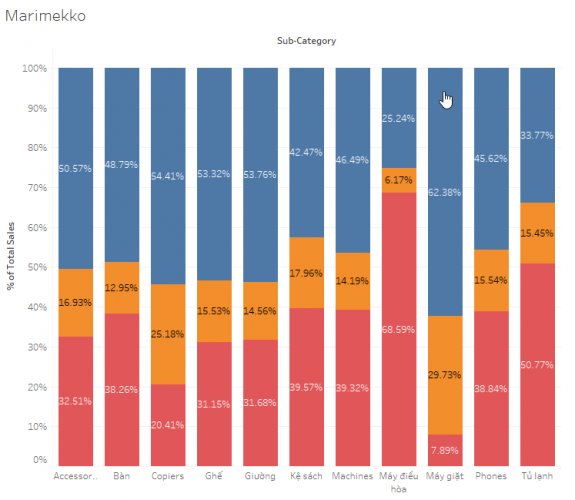 Marimekko
Sub-Category
% of Total Sales
100%
90%
80%
70%
60%
50%
40%
30%
20%
10%
0%
50.57% 48.79% 54.41% 53.32% 53.76% 42.47% 46.49% 25.24% 62.38% 45.62% 33.77%
16.93% 12.95% 25.18% 15.53% 14.56% 17.96% 14.19% 6.17% 29.73% 15.54% 15.45%
32.51% 38.26% 20.41% 31.15% 31.68% 39.57% 39.32% 68.59% 7.89% 38.84% 50.77%
Accessor.. Bàn Copiers Ghế Giường Kệ sách Machines Máy điều Máy giặt Phones Tủ lạnh
hòa